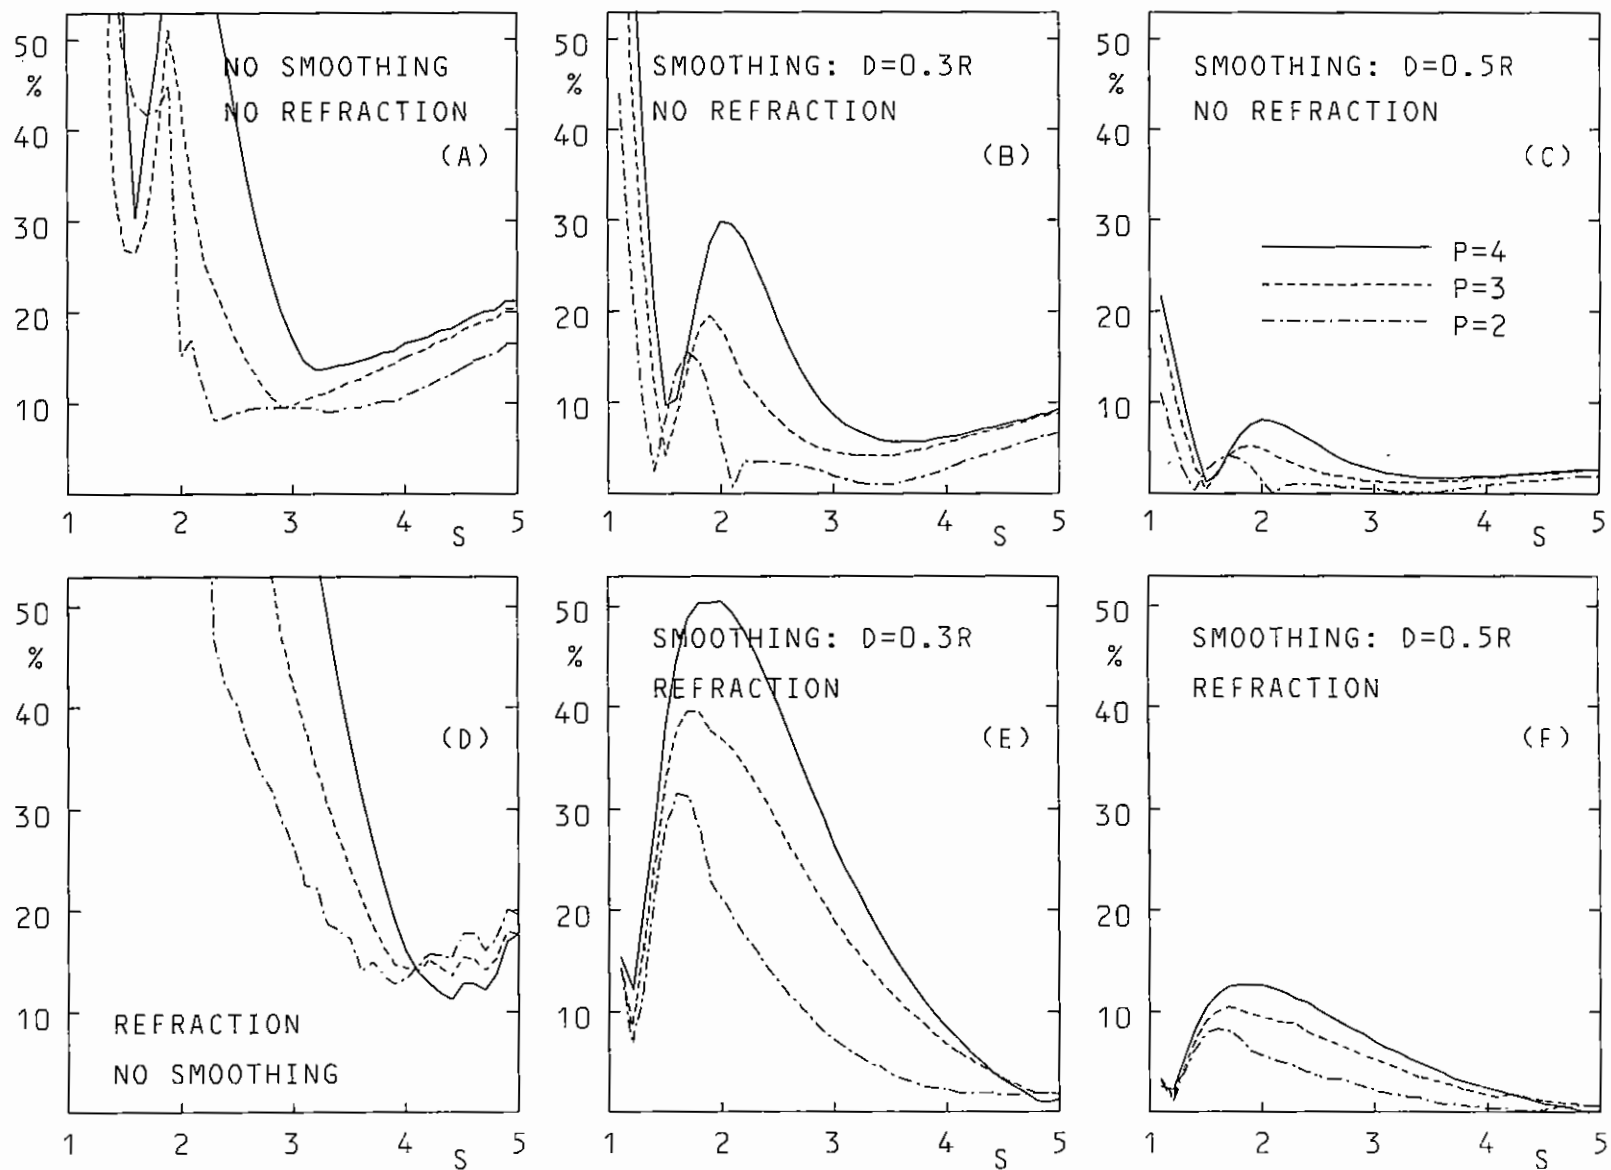 50
%
40
30
20
10
NO SMOOTHING
NO REFRACTION
(A)
1 2 3 4 5
S
50
%
40
30
20
10
SMOOTHING: D=0.3R
NO REFRACTION
(B)
1 2 3 4 5
S
50
%
40
30
20
10
SMOOTHING: D=0.5R
NO REFRACTION
(C)
P=4
P=3
P=2
1 2 3 4 5
S
50
%
40
30
20
10
(D)
REFRACTION
NO SMOOTHING
1 2 3 4 5
S
50
%
40
30
20
10
SMOOTHING: D=0.3R
REFRACTION
(E)
1 2 3 4 5
S
50
%
40
30
20
10
SMOOTHING: D=0.5R
REFRACTION
(F)
1 2 3 4 5
S